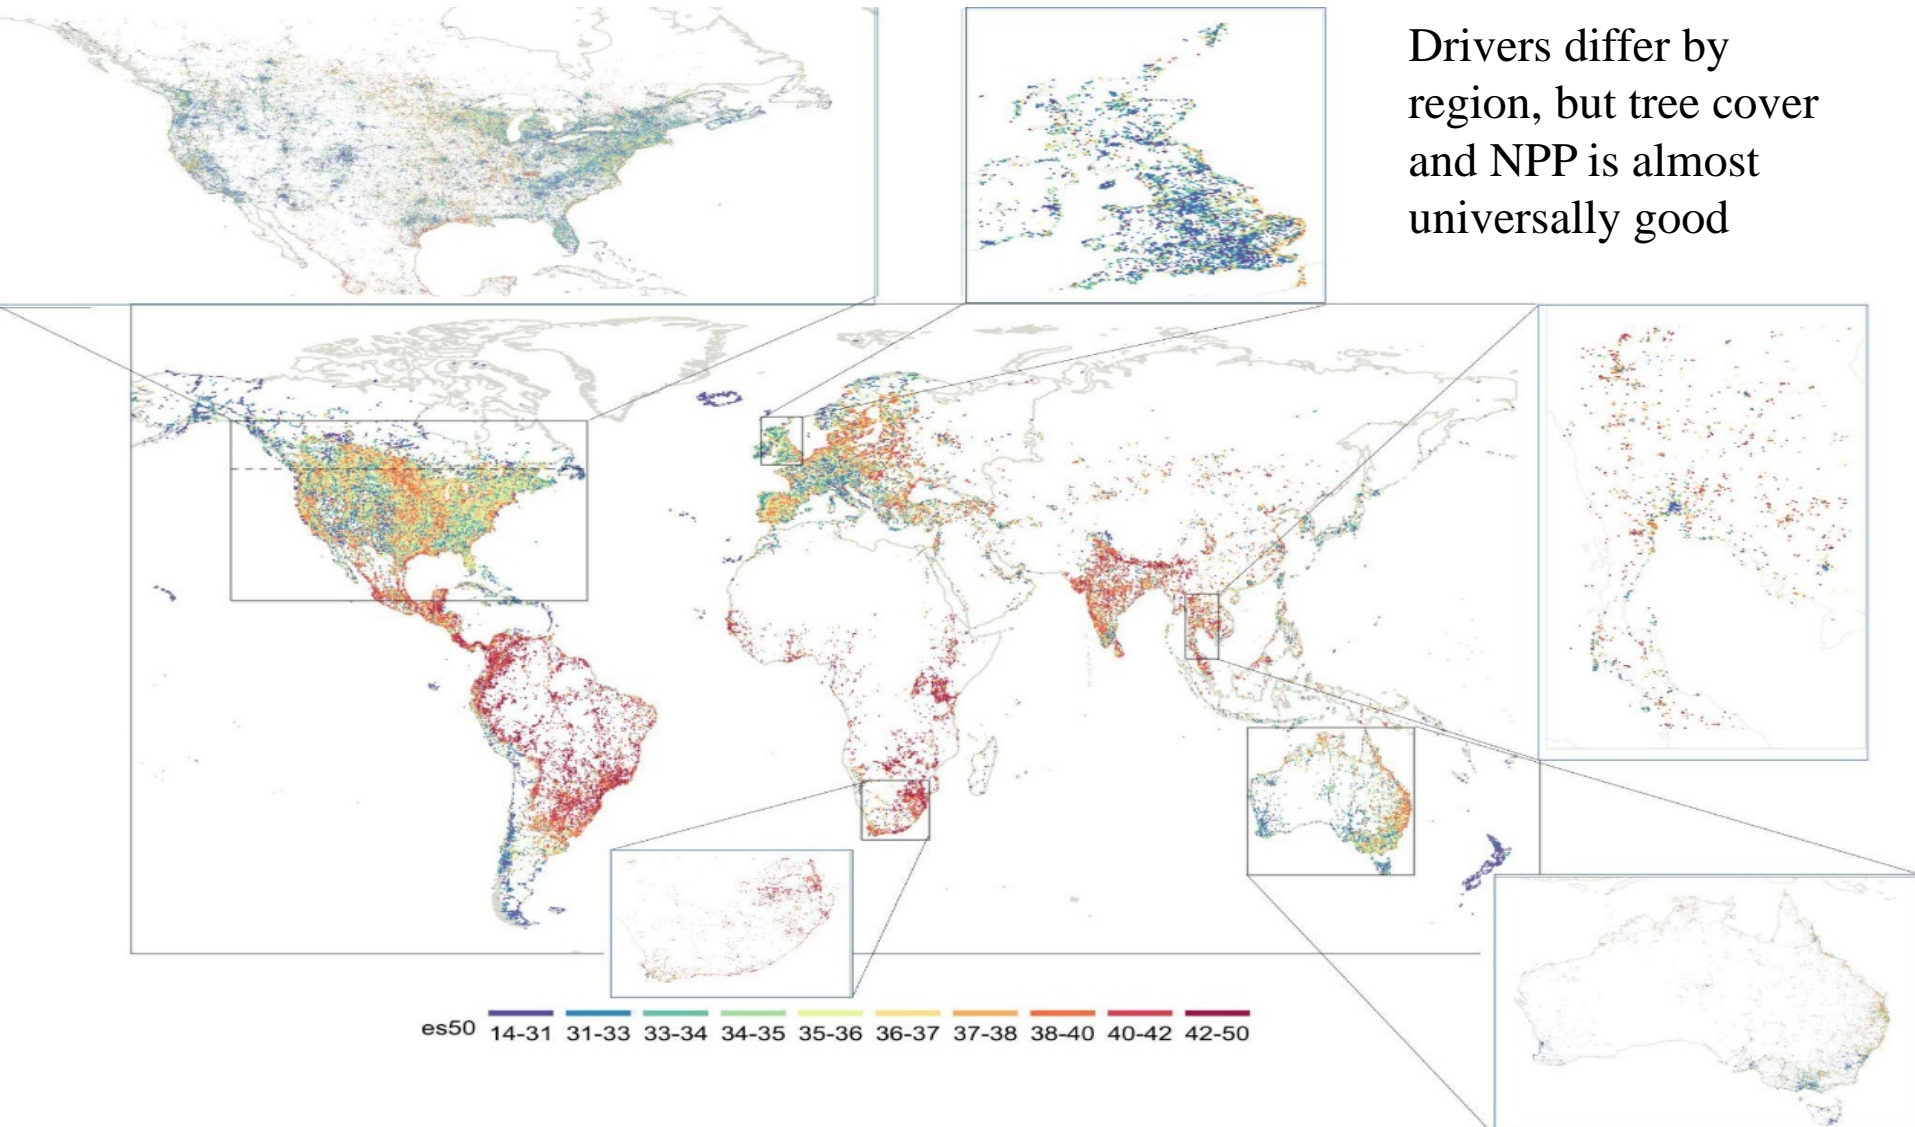 Drivers differ by
region, but tree cover
and NPP is almost
universally good
es50 14-31 31-33 33-34 34-35 35-36 36-37 37-38 38-40 40-42 42-50